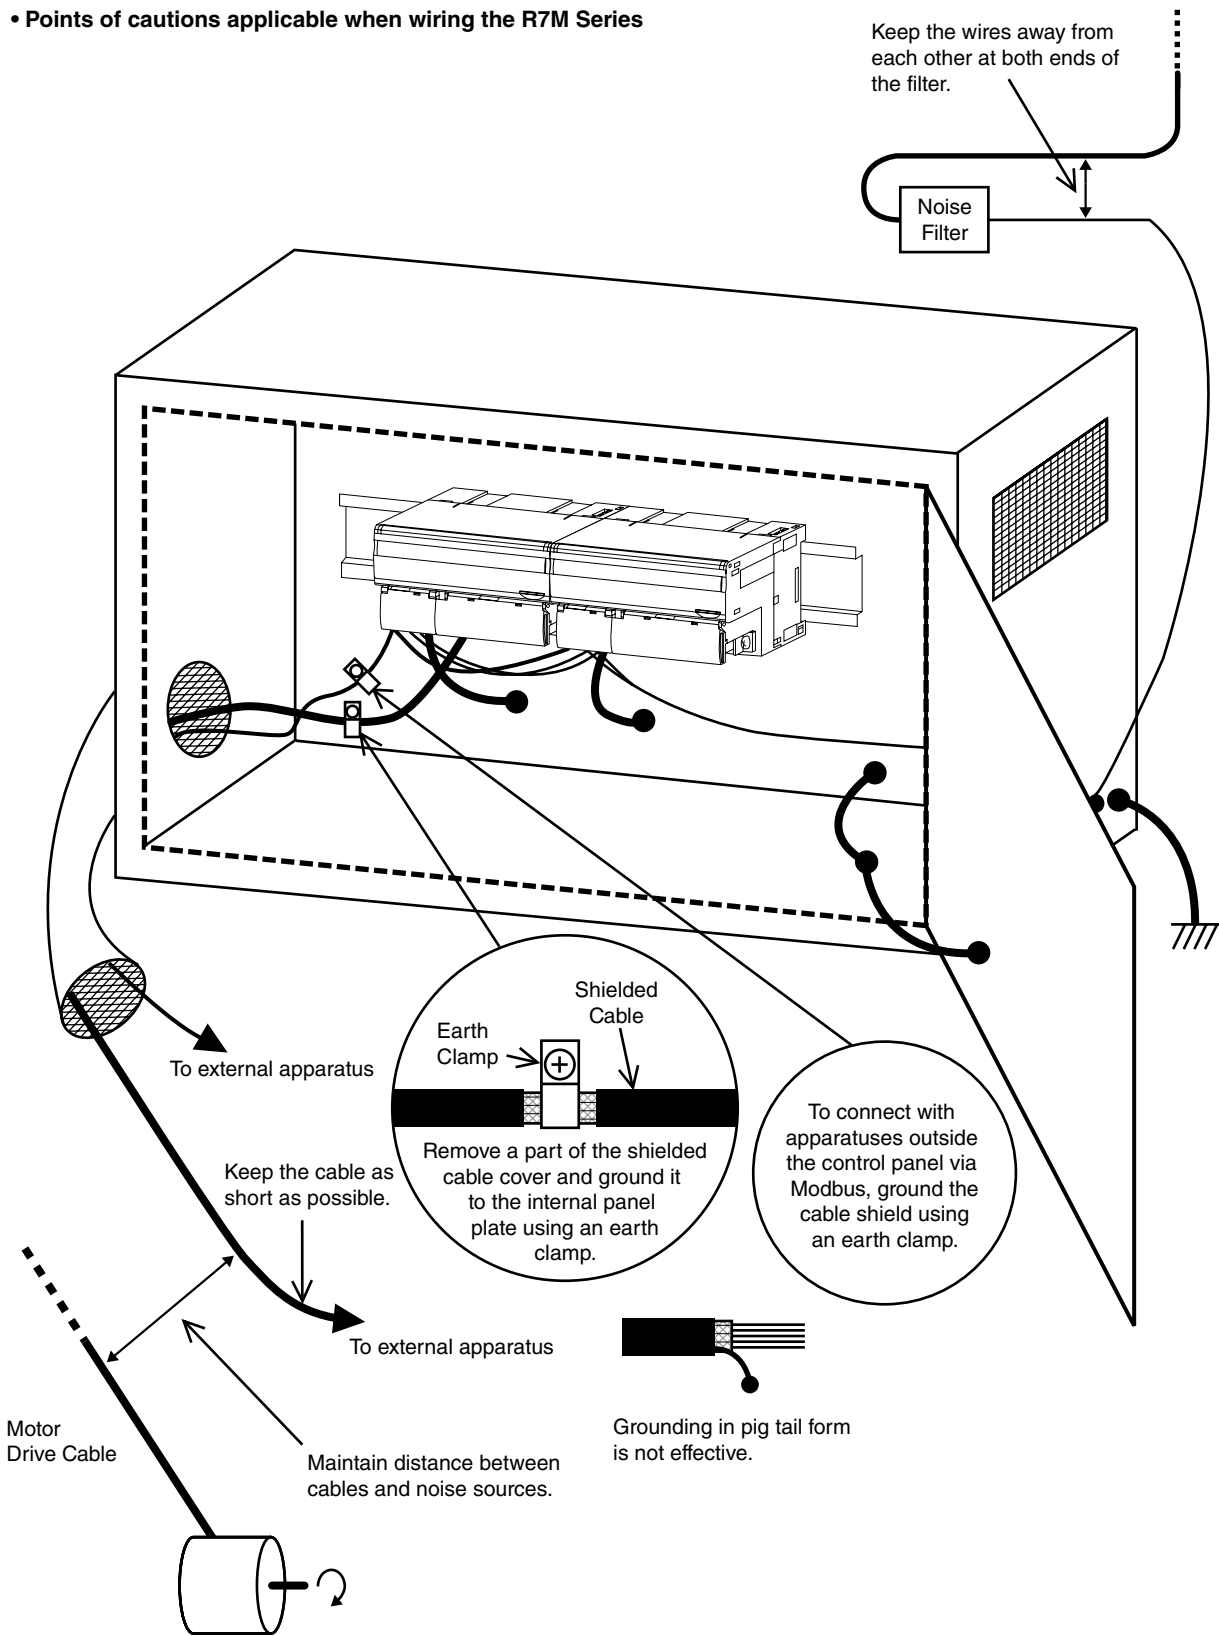 • Points of cautions applicable when wiring the R7M Series
Keep the wires away from
each other at both ends of
the filter.
Noise
Filter
Shielded
Cable
Earth
Clamp
To external apparatus
Remove a part of the shielded
cable cover and ground it
to the internal panel
plate using an earth
clamp.
To connect with
apparatuses outside
the control panel via
Modbus, ground the
cable shield using
an earth clamp.
Keep the cable as
short as possible.
To external apparatus
Motor
Drive Cable
Maintain distance between
cables and noise sources.
Grounding in pig tail form
is not effective.